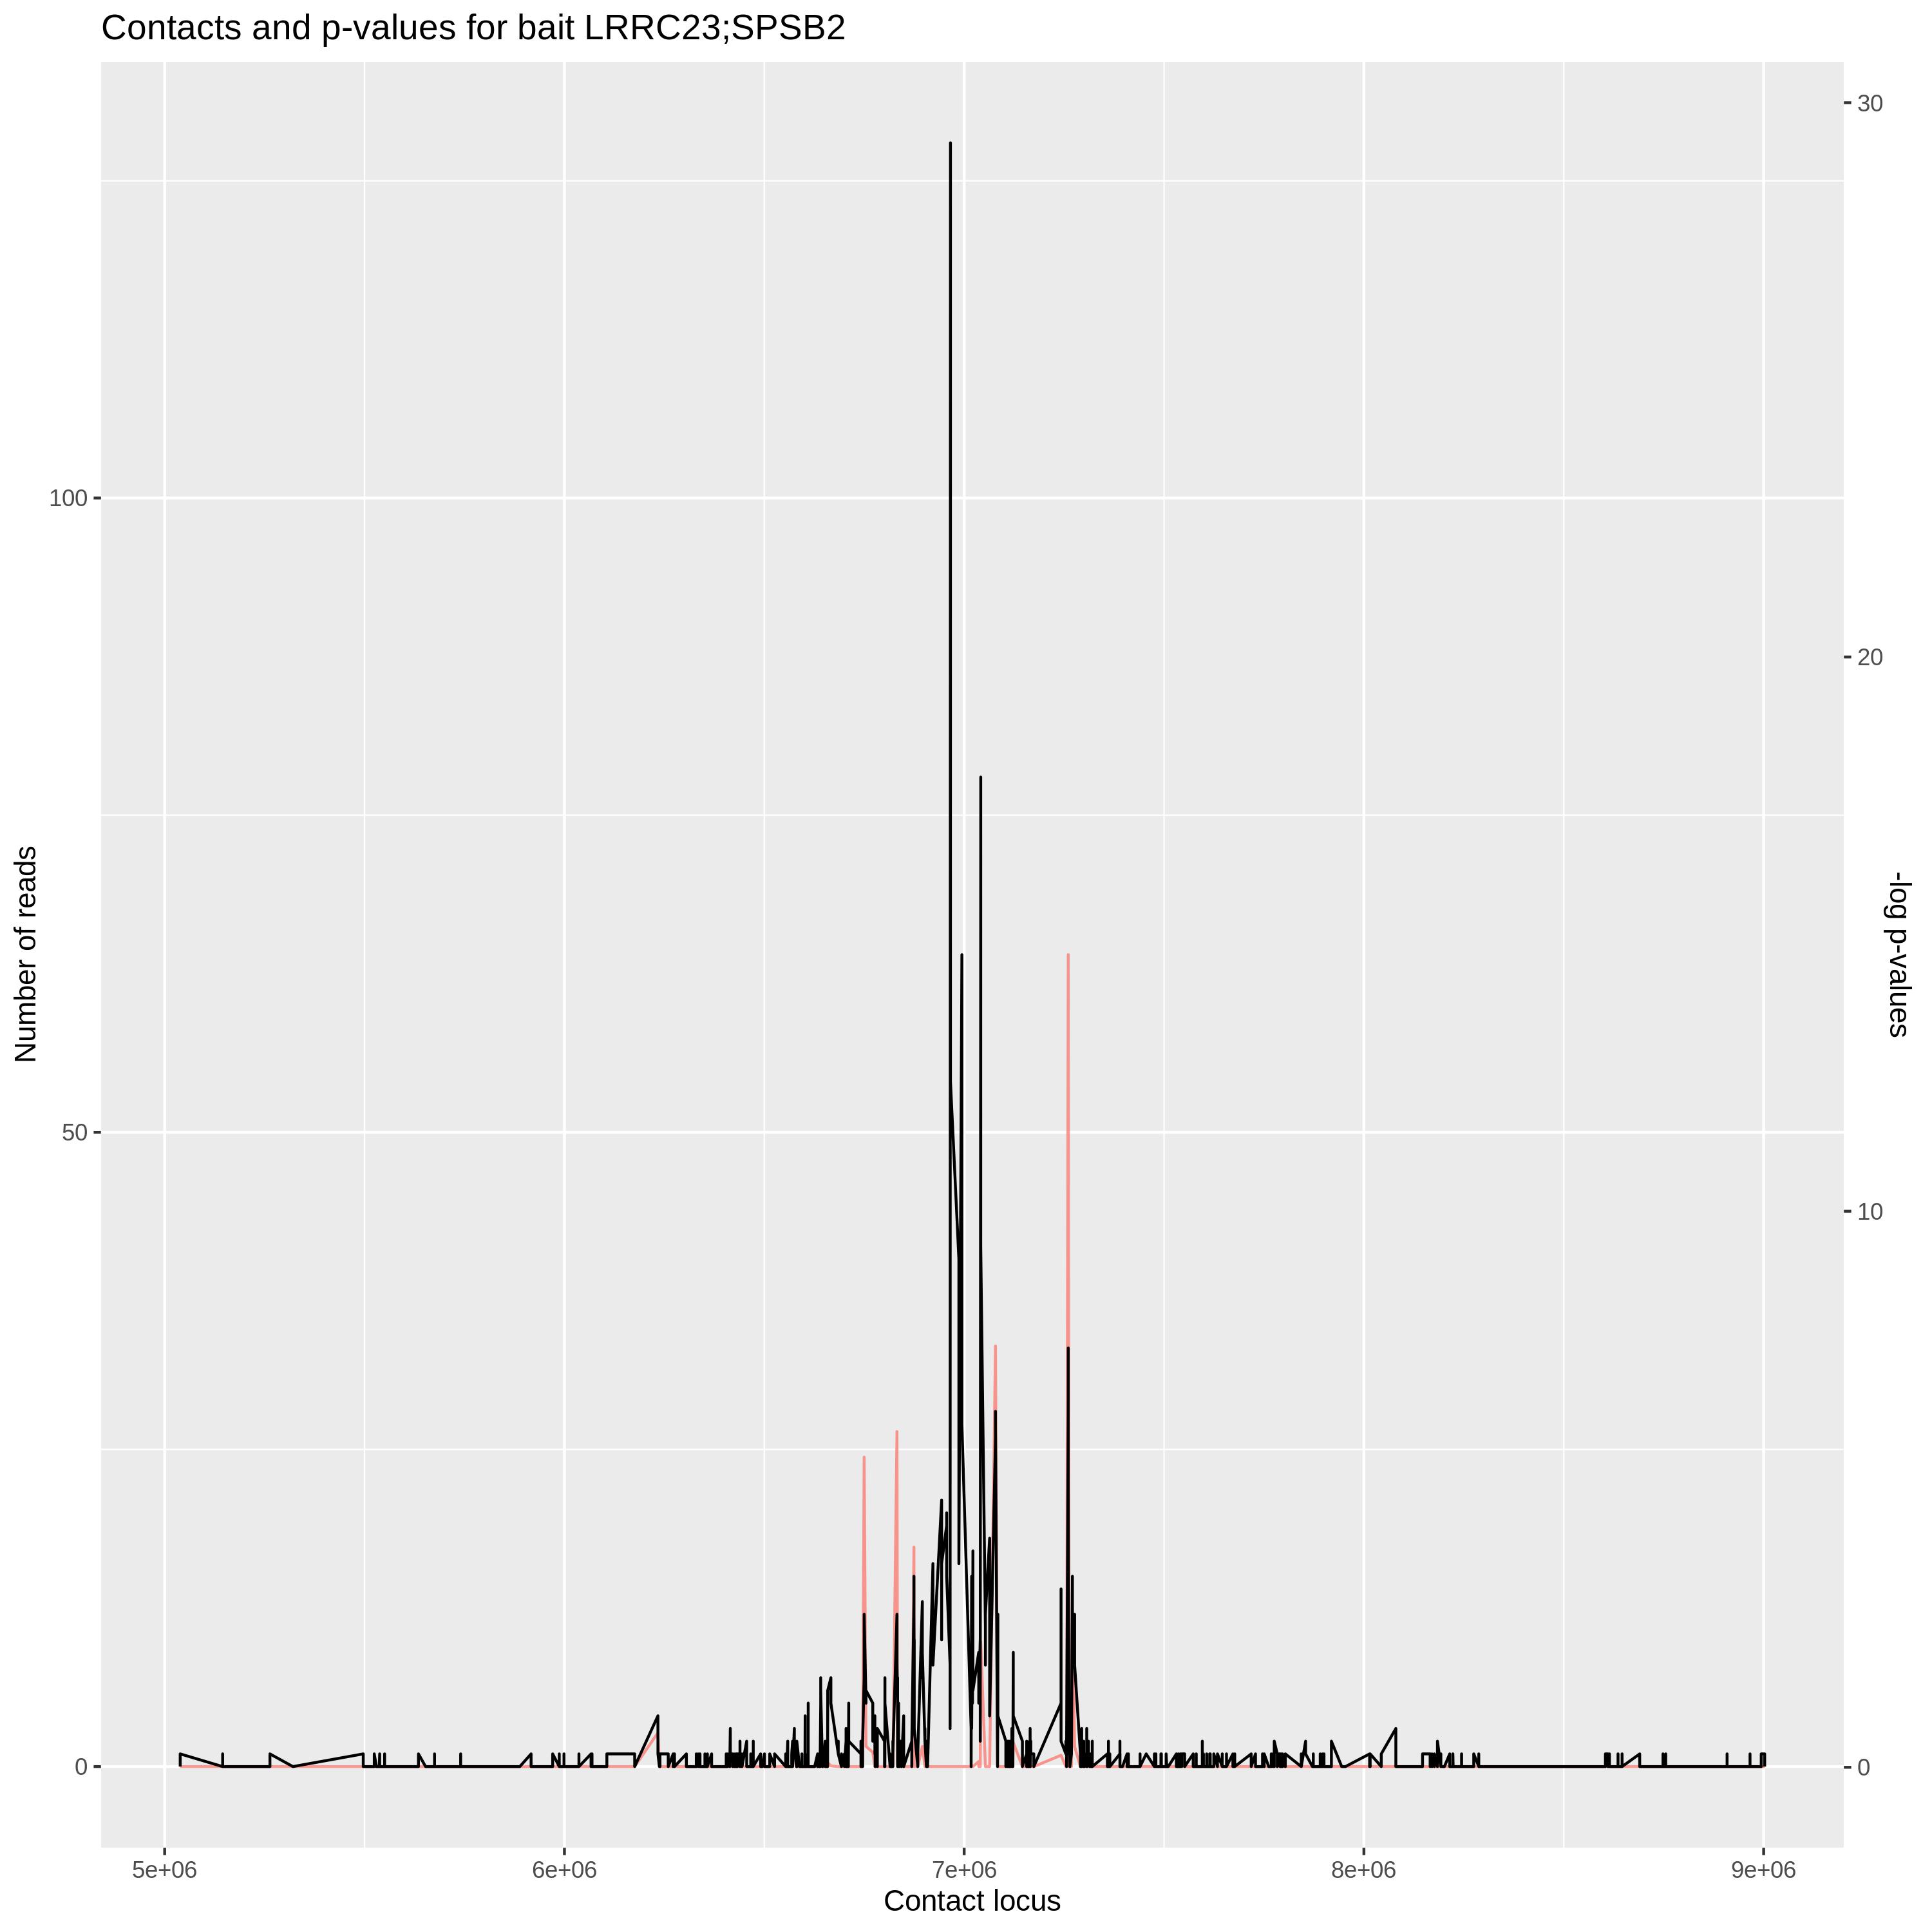 Contacts and p-values for bait LRRC23;SPSB2
30
100
20
Number of reads
-log p-values
50
10
0
0
5e+06 6e+06 7e+06 8e+06 9e+06
Contact locus